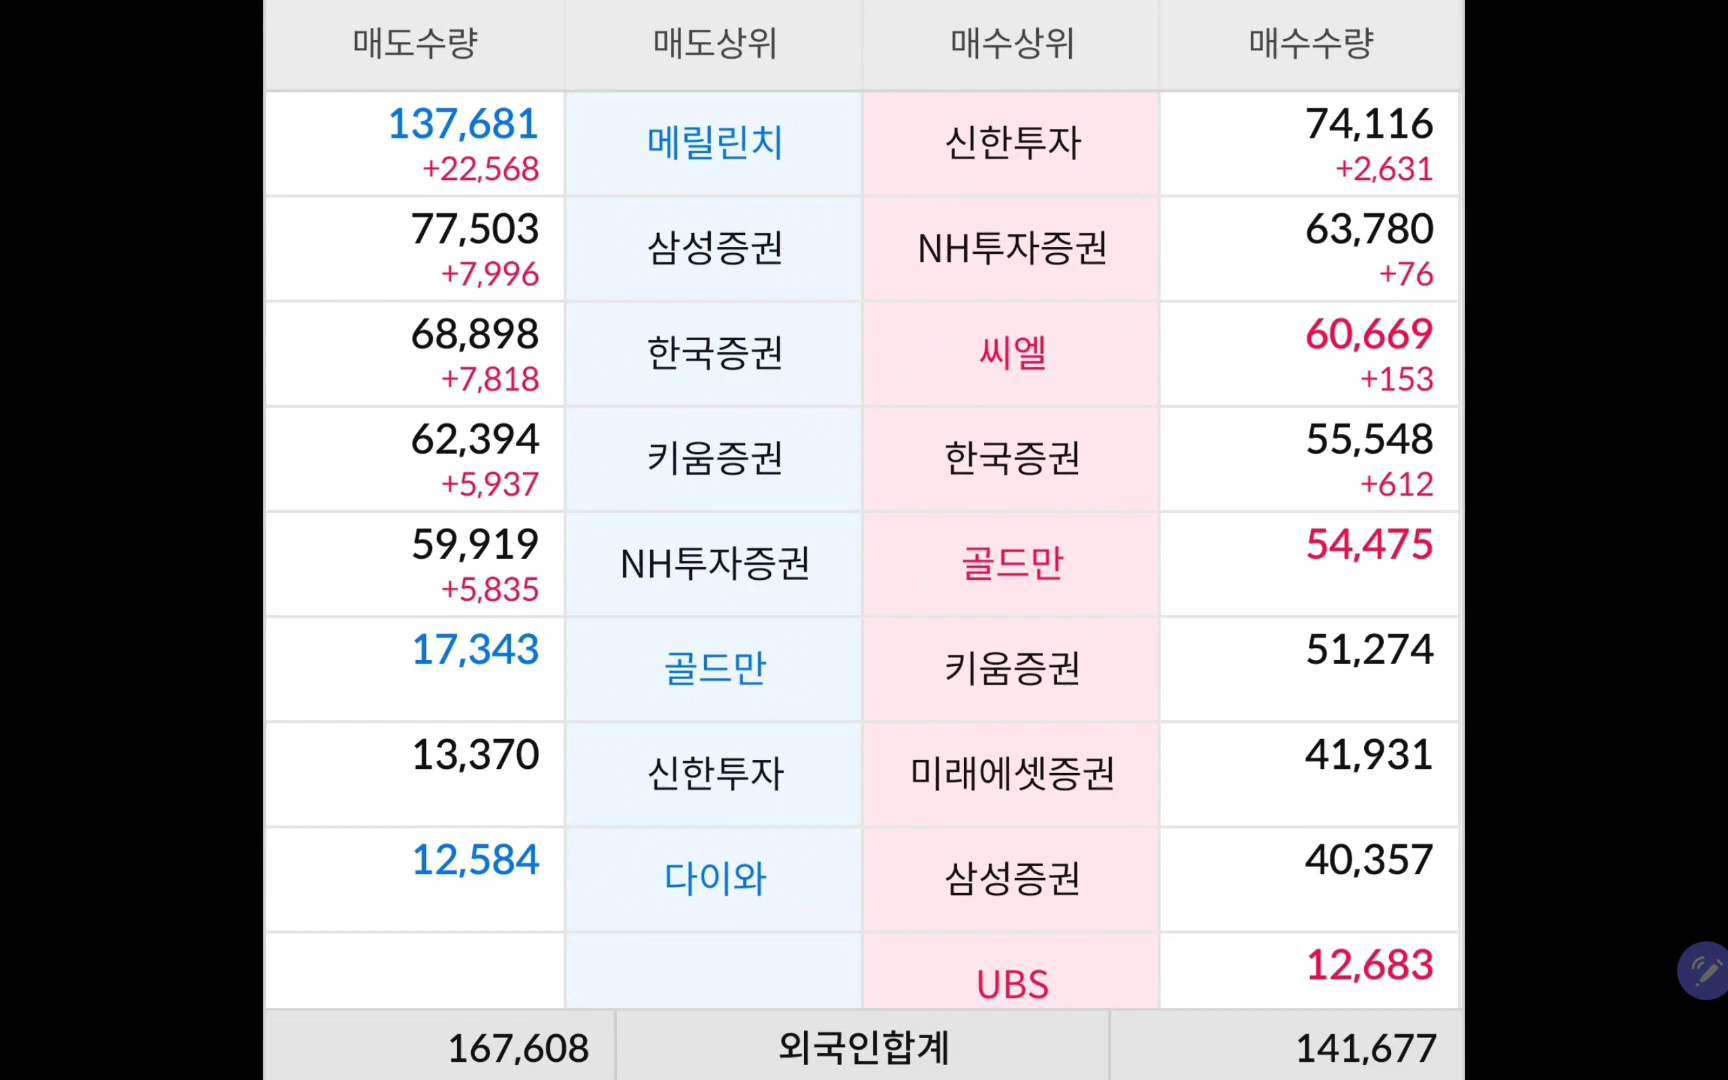 매도수량 매도상위 매수상위 매수수량
137,681 메릴린치 신한투자 74,116
+22,568 +2,631
77,503 삼성증권 NH투자증권 63,780
+7,996 +76
68,898 한국증권 씨엘 60,669
+7,818 +153
62,394 키움증권 한국증권 55,548
+5,937 +612
59,919 NH투자증권 골드만 54,475
+5,835
17,343 골드만 키움증권 51,274
13,370 신한투자 미래에셋증권 41,931
12,584 다이와 삼성증권 40,357
UBS 12,683
167,608 외국인합계 141,677